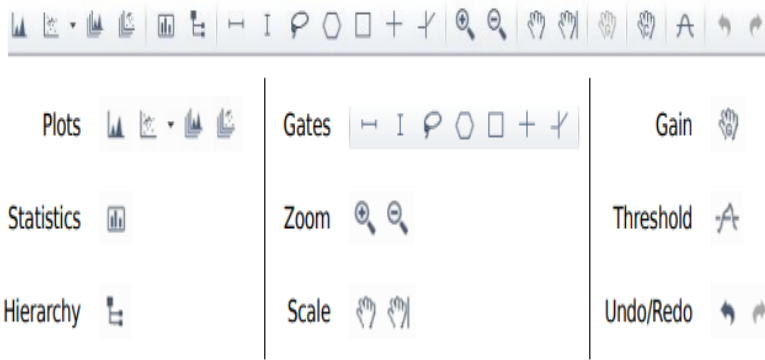 Plots
Gates
Gain
Statistics
Zoom
Threshold
Hierarchy
Scale
Undo/Redo